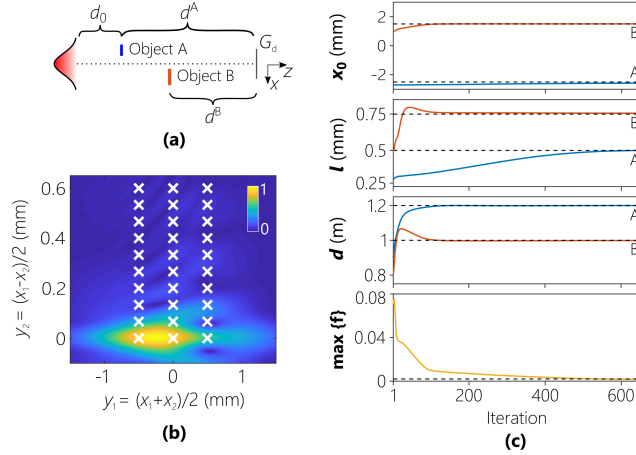 d₀
dᴬ
Object A
G_d
Object B
z
x
dᴮ
(a)
0.6
0.4
0.2
0
1
0
y₂ = (x₁-x₂)/2 (mm)
-1
0
1
y₁ = (x₁+x₂)/2 (mm)
(b)
x₀ (mm)
2
0
-2
B
A
l (mm)
0.75
0.5
0.25
B
A
d (m)
1.2
1
0.8
A
B
max {f}
0.08
0.04
0
1
200
400
600
Iteration
(c)